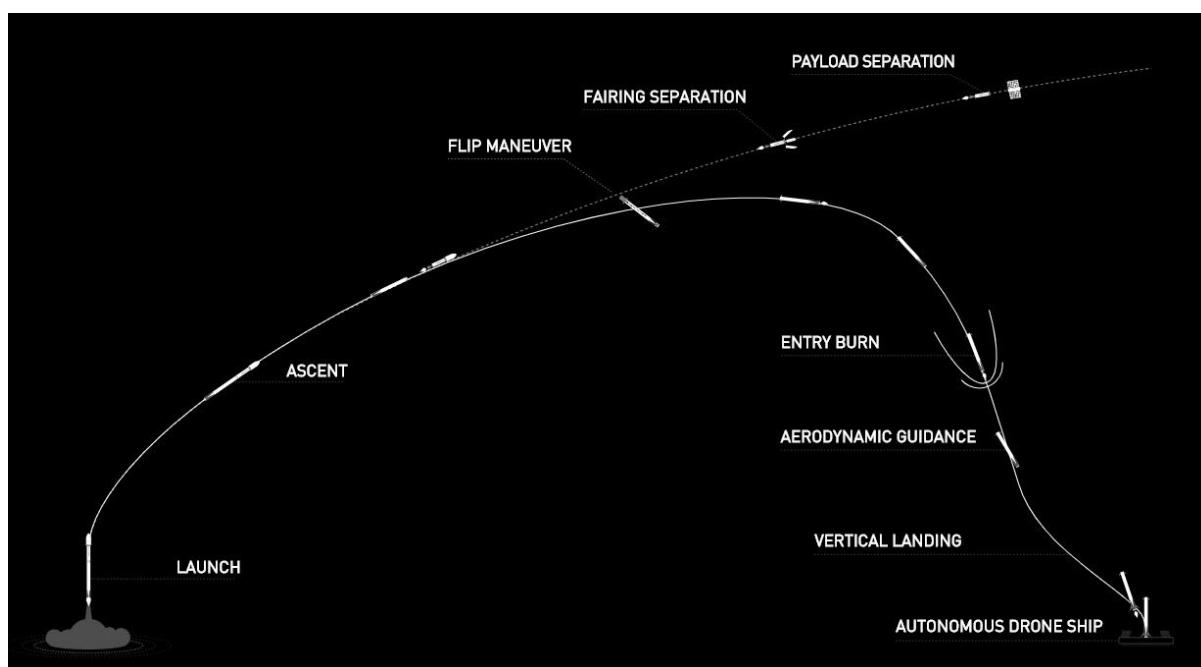 PAYLOAD SEPARATION
FAIRING SEPARATION
FLIP MANEUVER
ENTRY BURN
ASCENT
AERODYNAMIC GUIDANCE
VERTICAL LANDING
LAUNCH
AUTONOMOUS DRONE SHIP